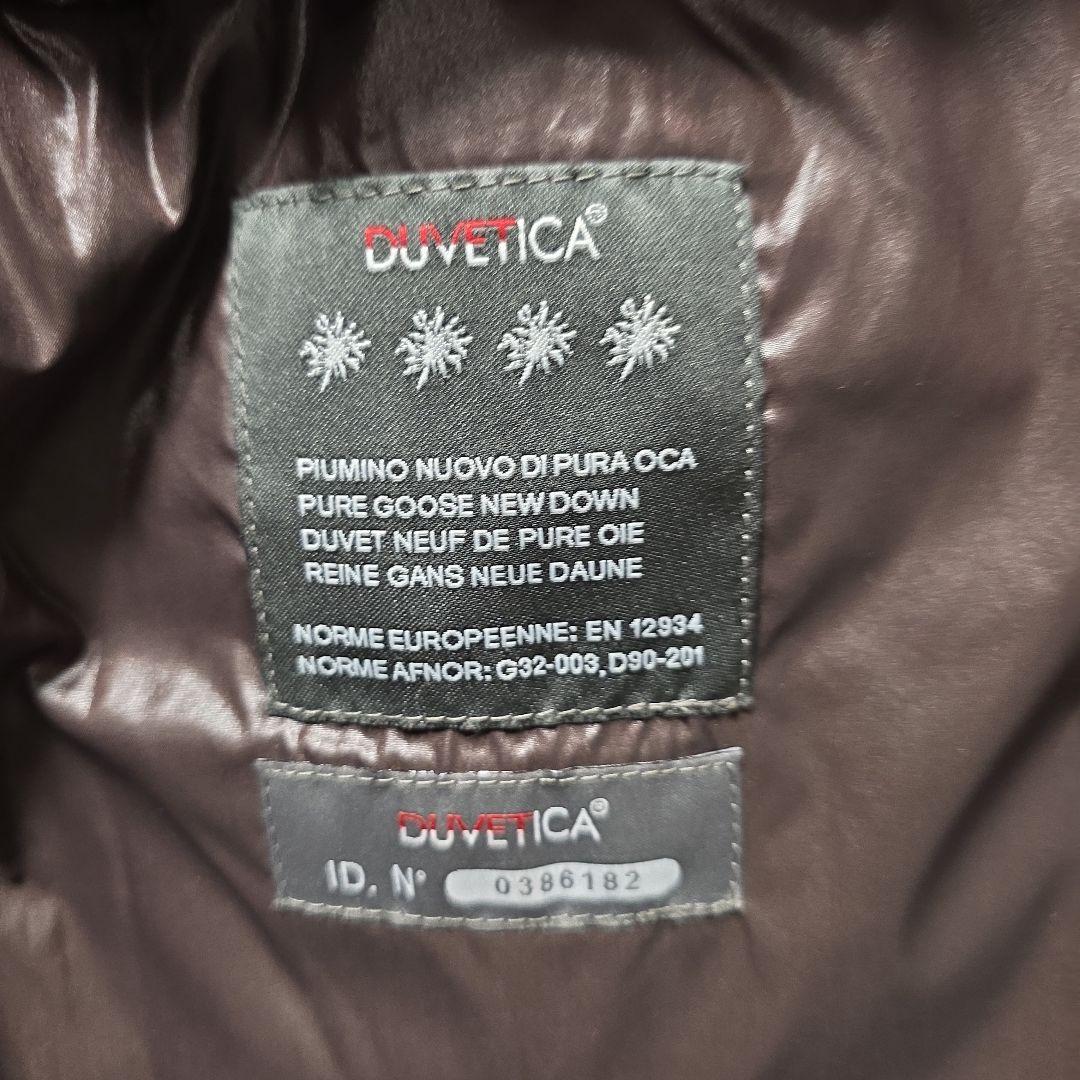 DUVETICA®
PIUMINO NUOVO DI PURA OCA
PURE GOOSE NEW DOWN
DUVET NEUF DE PURE OIE
REINE GANS NEUE DAUNE
NORME EUROPEENNE: EN 12934
NORME AFNOR: G32-003, D90-201
DUVETICA®
ID. N° 0386182